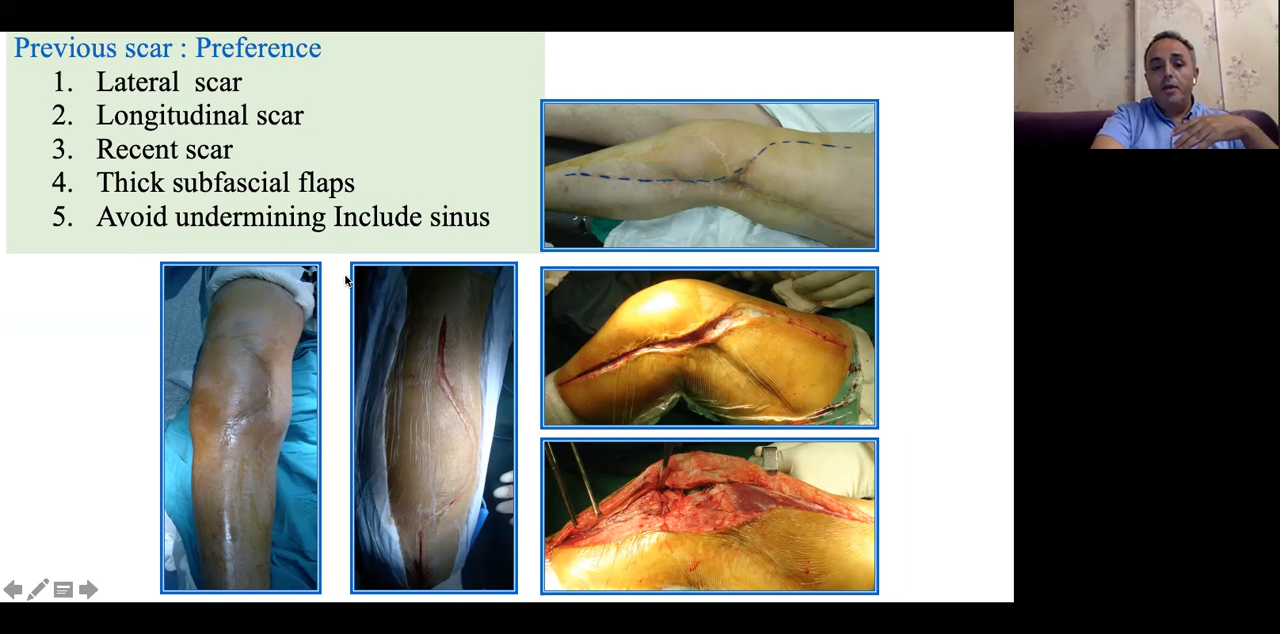 Previous scar : Preference
1. Lateral scar
2. Longitudinal scar
3. Recent scar
4. Thick subfascial flaps
5. Avoid undermining Include sinus